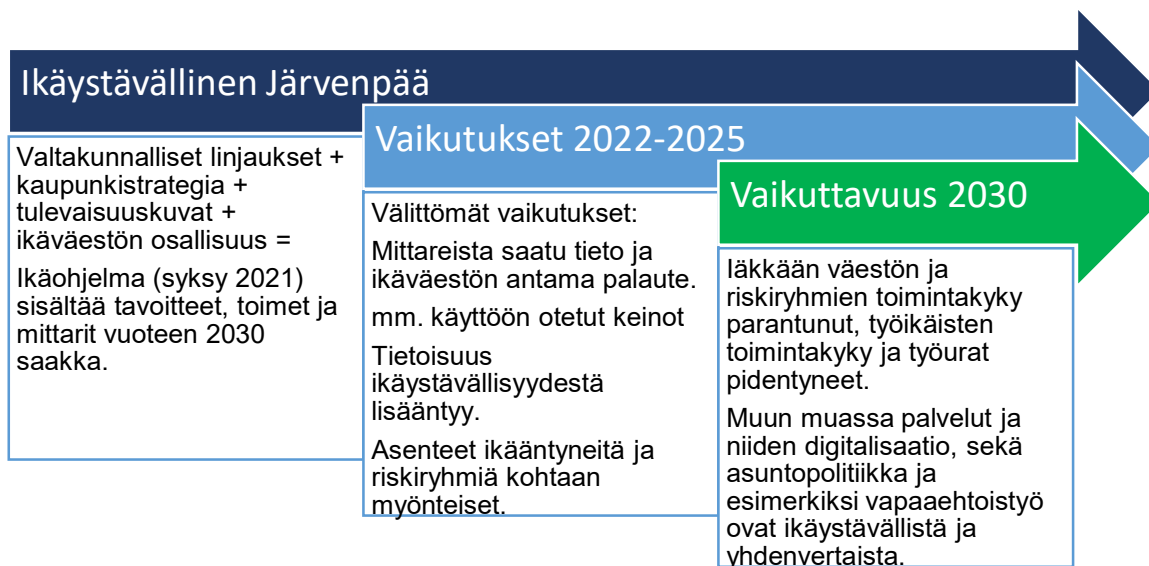 Ikäystävällinen Järvenpää
Valtakunnalliset linjaukset +
kaupunkistrategia +
tulevaisuuskuvat +
ikäväestön osallisuus =
Ikäohjelma (syksy 2021)
sisältää tavoitteet, toimet ja
mittarit vuoteen 2030
saakka.
Vaikutukset 2022-2025
Välittömät vaikutukset:
Mittareista saatu tieto ja
ikäväestön antama palaute.
mm. käyttöön otetut keinot
Tietoisuus
ikäystävällisyydestä
lisääntyy.
Asenteet ikääntyneitä ja
riskiryhmiä kohtaan
myönteiset.
Vaikuttavuus 2030
Iäkkään väestön ja
riskiryhmien toimintakyky
parantunut, työikäisten
toimintakyky ja työurat
pidentyneet.
Muun muassa palvelut ja
niiden digitalisaatio, sekä
asuntopolitiikka ja
esimerkiksi vapaaehtoistyö
ovat ikäystävällistä ja
yhdenvertaista.